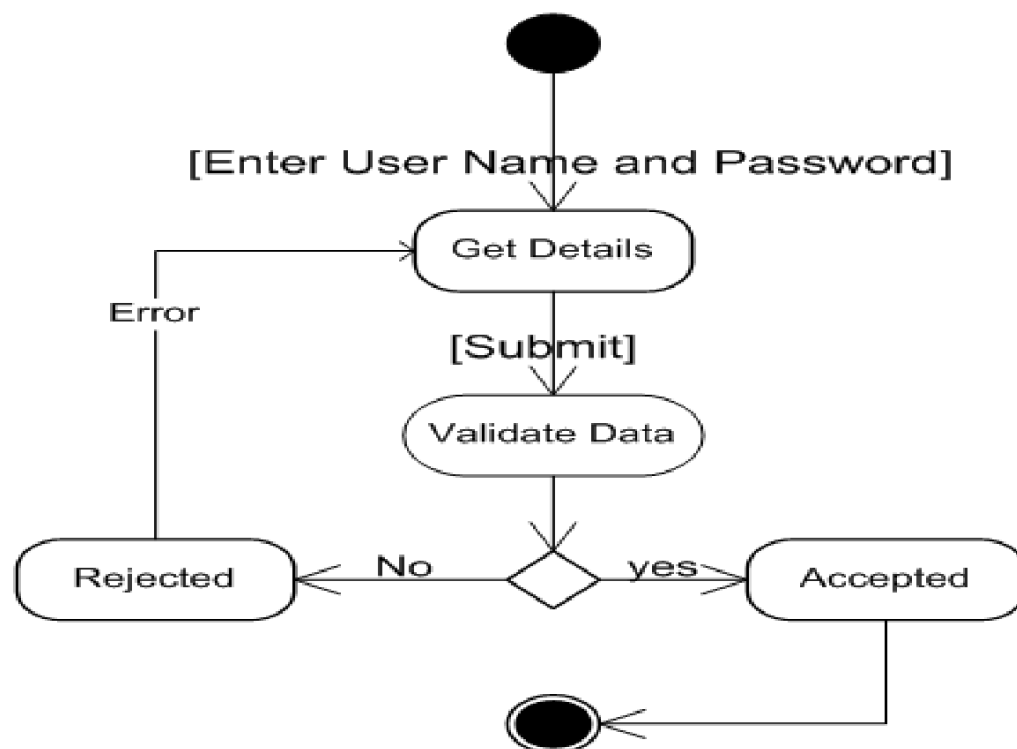 [Enter User Name and Password]
Get Details
Error
[Submit]
Validate Data
No
yes
Rejected
Accepted